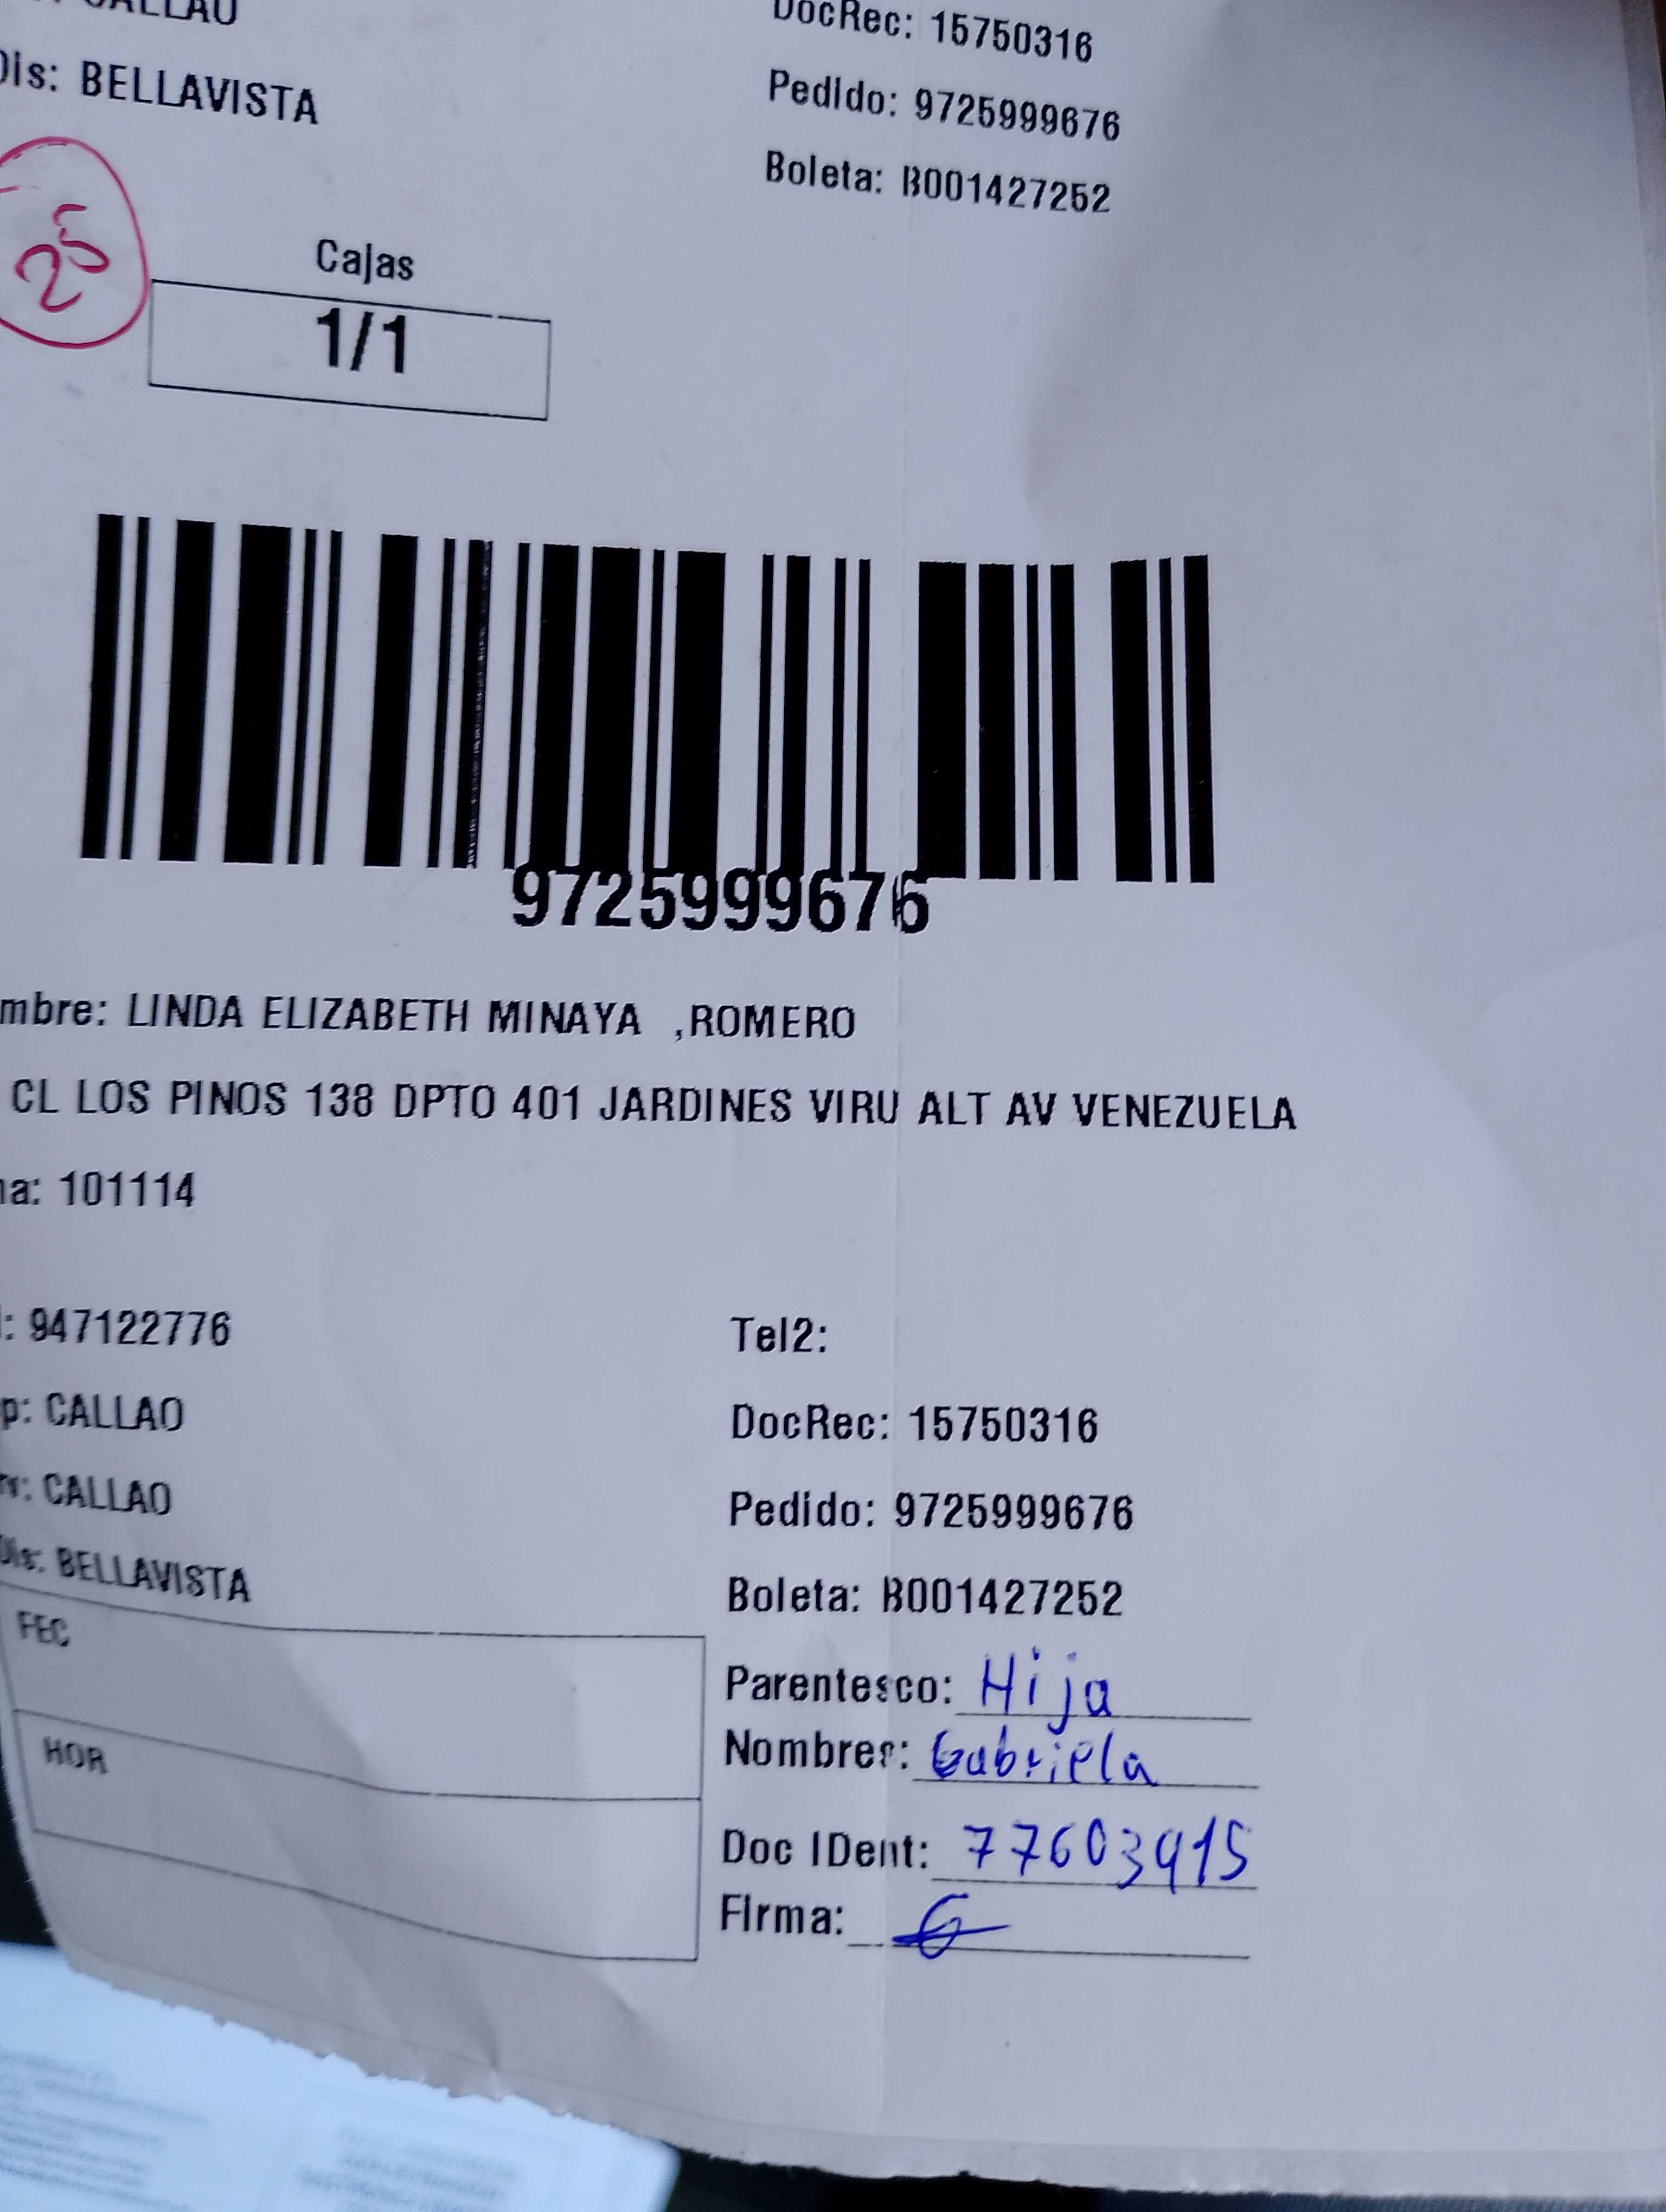 CALLAO
DocRec: 15750316
Dis: BELLAVISTA
Pedido: 9725999676
Boleta: B001427252
25
Cajas
1/1
9725999676
mbre: LINDA ELIZABETH MINAYA ,ROMERO
CL LOS PINOS 138 DPTO 401 JARDINES VIRU ALT AV VENEZUELA
na: 101114
: 947122776
Tel2:
p: CALLAO
DocRec: 15750316
v: CALLAO
Pedido: 9725999676
Dis: BELLAVISTA
Boleta: B001427252
FEC
Parentesco: Hija
HOR
Nombres: Gabriela
Doc IDent: 77603915
Firma: G